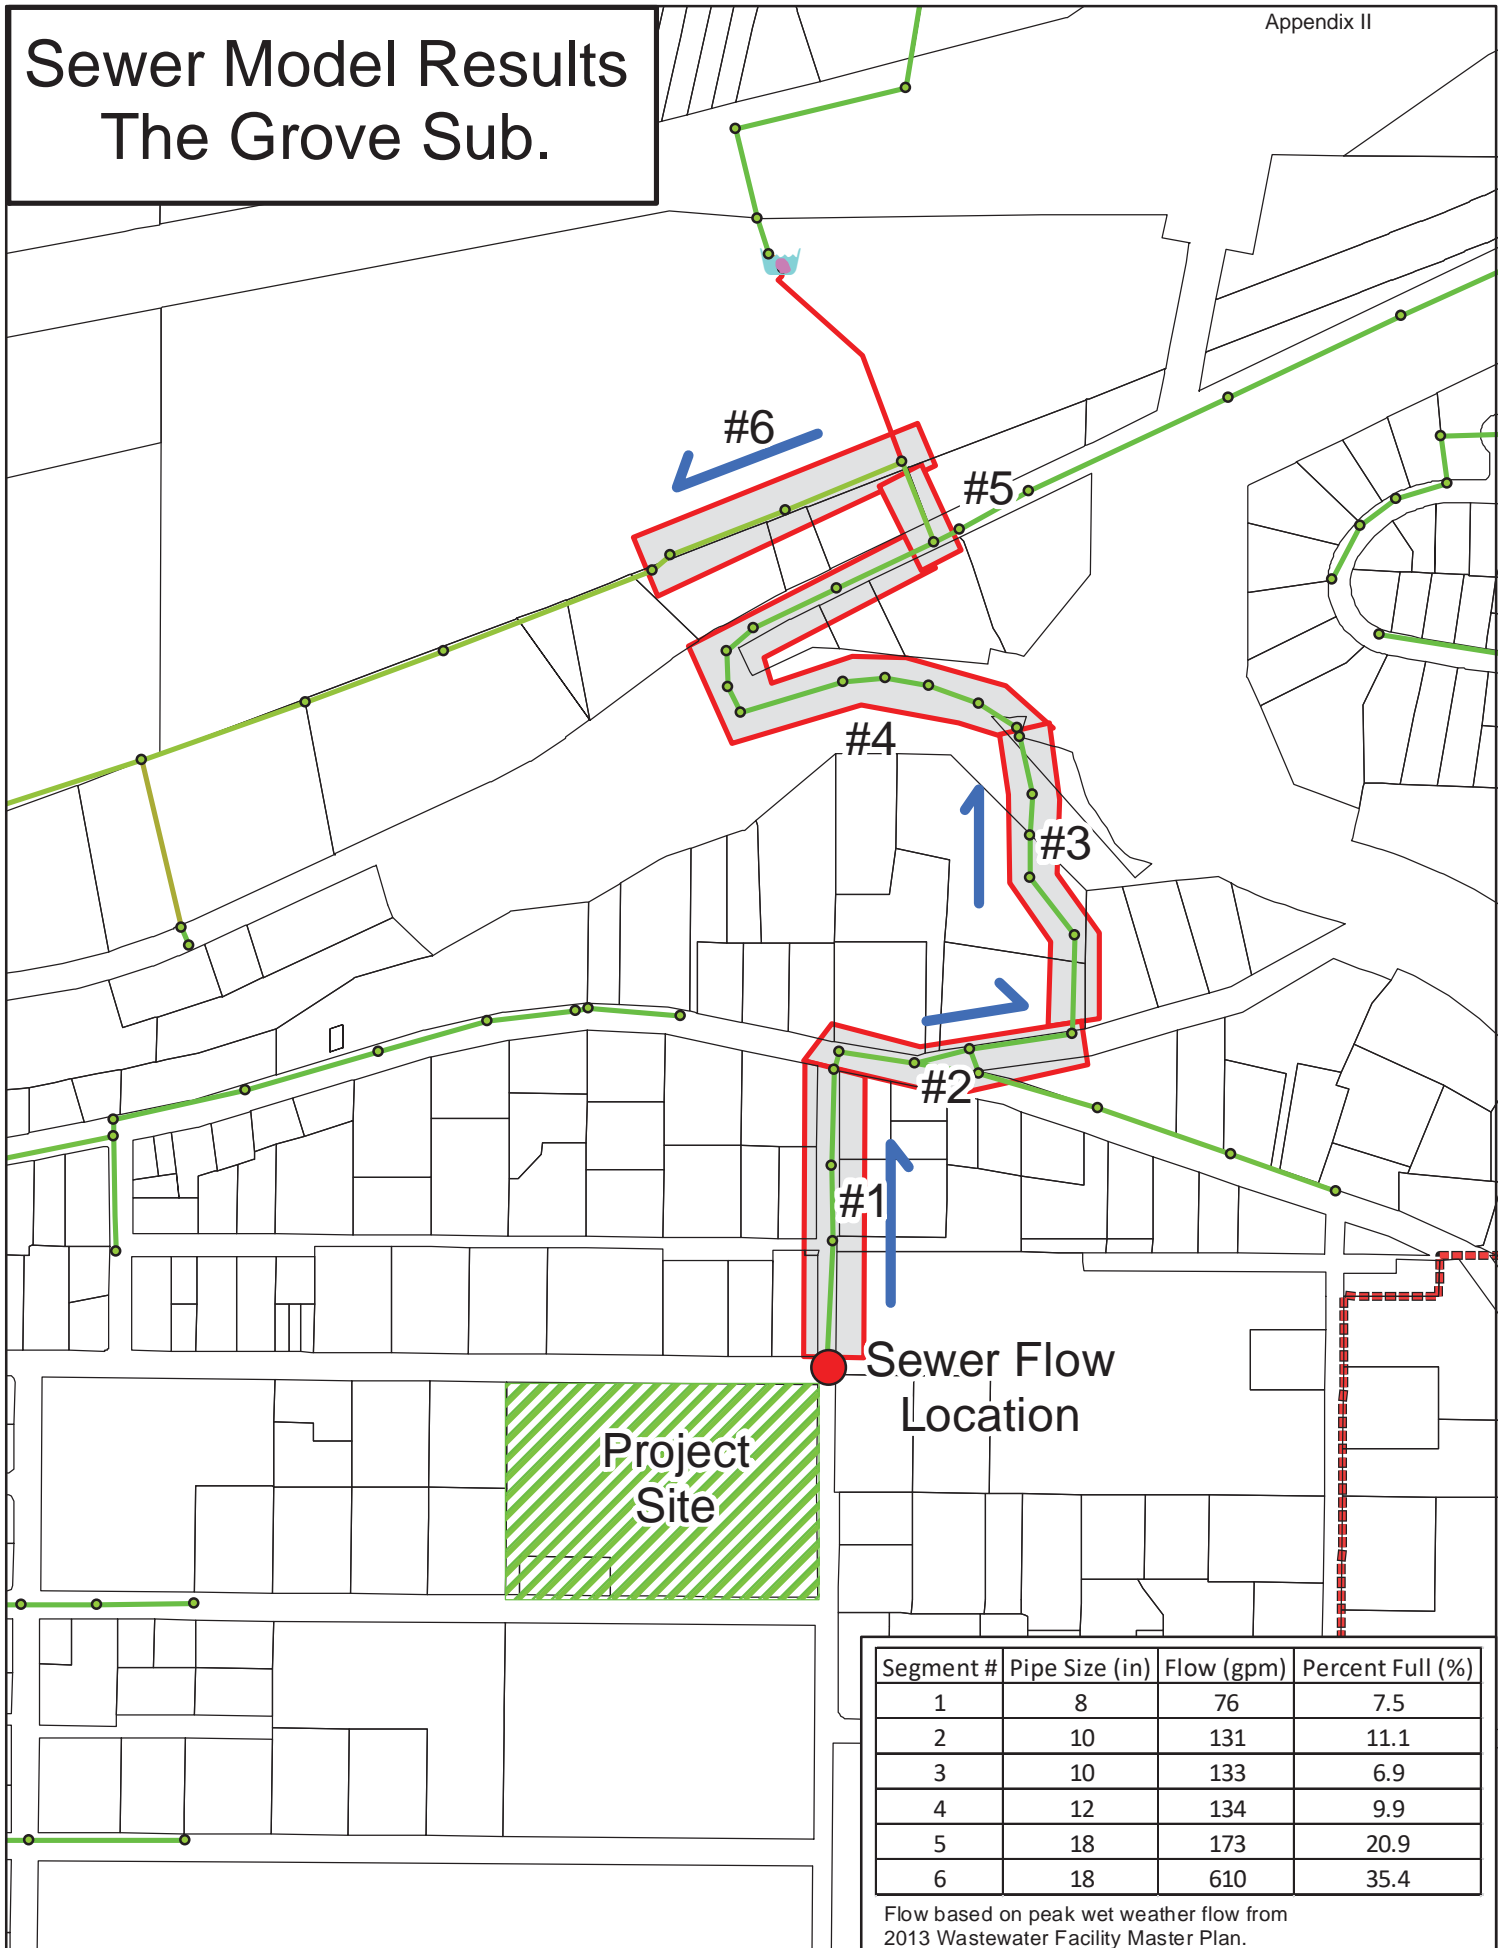 Appendix II
Sewer Model Results
The Grove Sub.
#6
#5
#4
#3
#2
#1
Sewer Flow
Location
Project
Site
Segment # Pipe Size (in) Flow (gpm) Percent Full (%)
1 8 76 7.5
2 10 131 11.1
3 10 133 6.9
4 12 134 9.9
5 18 173 20.9
6 18 610 35.4
Flow based on peak wet weather flow from
2013 Wastewater Facility Master Plan.